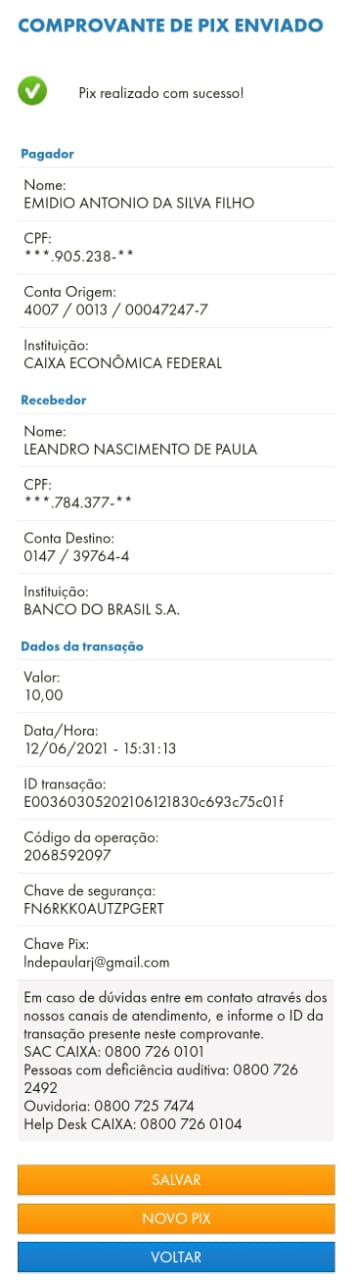 COMPROVANTE DE PIX ENVIADO
Pix realizado com sucesso!
Pagador
Nome:
EMIDIO ANTONIO DA SILVA FILHO
CPF:
***.905.238-**
Conta Origem:
4007 / 0013 / 00047247-7
Instituição:
CAIXA ECONÔMICA FEDERAL
Recebedor
Nome:
LEANDRO NASCIMENTO DE PAULA
CPF:
***.784.377-**
Conta Destino:
0147 / 39764-4
Instituição:
BANCO DO BRASIL S.A.
Dados da transação
Valor:
10,00
Data/Hora:
12/06/2021 - 15:31:13
ID transação:
E00360305202106121830c693c75c01f
Código da operação:
2068592097
Chave de segurança:
FN6RKK0AUTZPGERT
Chave Pix:
lndepaularj@gmail.com
Em caso de dúvidas entre em contato através dos
nossos canais de atendimento, e informe o ID da
transação presente neste comprovante.
SAC CAIXA: 0800 726 0101
Pessoas com deficiência auditiva: 0800 726
2492
Ouvidoria: 0800 725 7474
Help Desk CAIXA: 0800 726 0104
SALVAR
NOVO PIX
VOLTAR